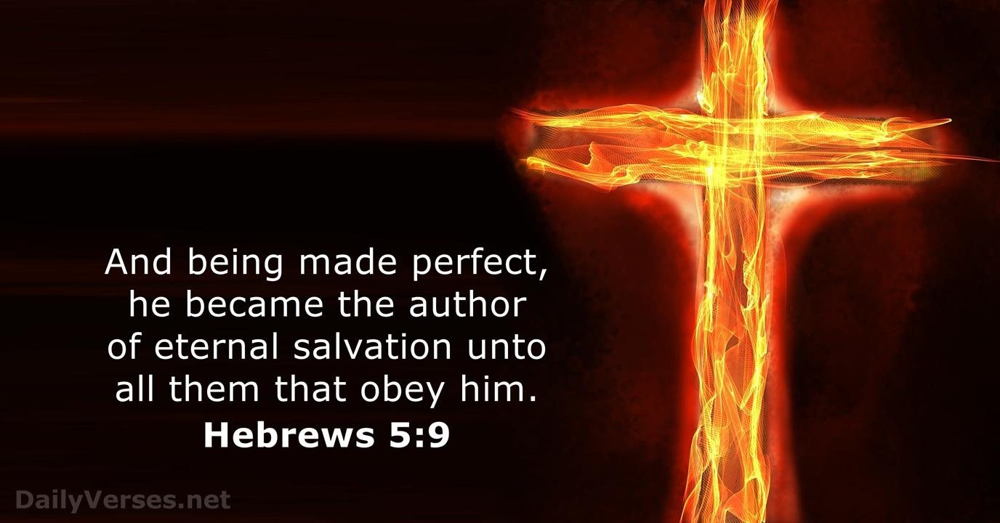 And being made perfect,
he became the author
of eternal salvation unto
all them that obey him.
Hebrews 5:9
DailyVerses.net